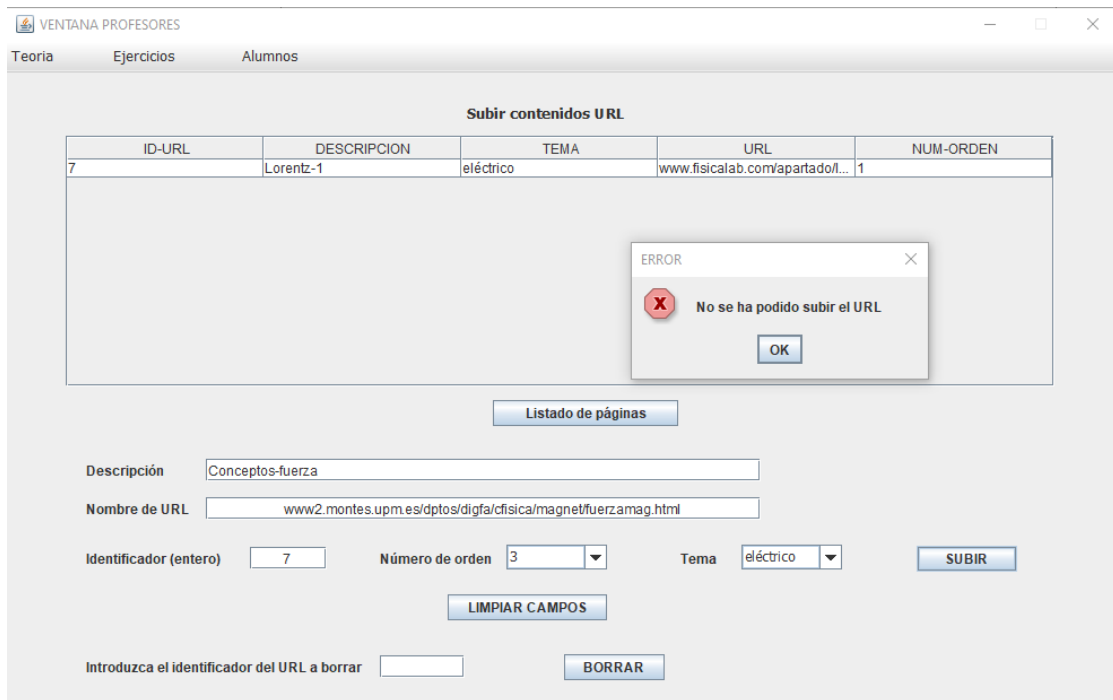 VENTANA PROFESORES
Teoria Ejercicios Alumnos
Subir contenidos URL
ID-URL DESCRIPCION TEMA URL NUM-ORDEN
7 Lorentz-1 eléctrico www.fisicalab.com/apartado/l... 1
ERROR
No se ha podido subir el URL
OK
Listado de páginas
Descripción Conceptos-fuerza
Nombre de URL www2.montes.upm.es/dptos/digfa/cfisica/magnet/fuerzamag.html
Identificador (entero) 7 Número de orden 3 Tema eléctrico SUBIR
LIMPIAR CAMPOS
Introduzca el identificador del URL a borrar BORRAR